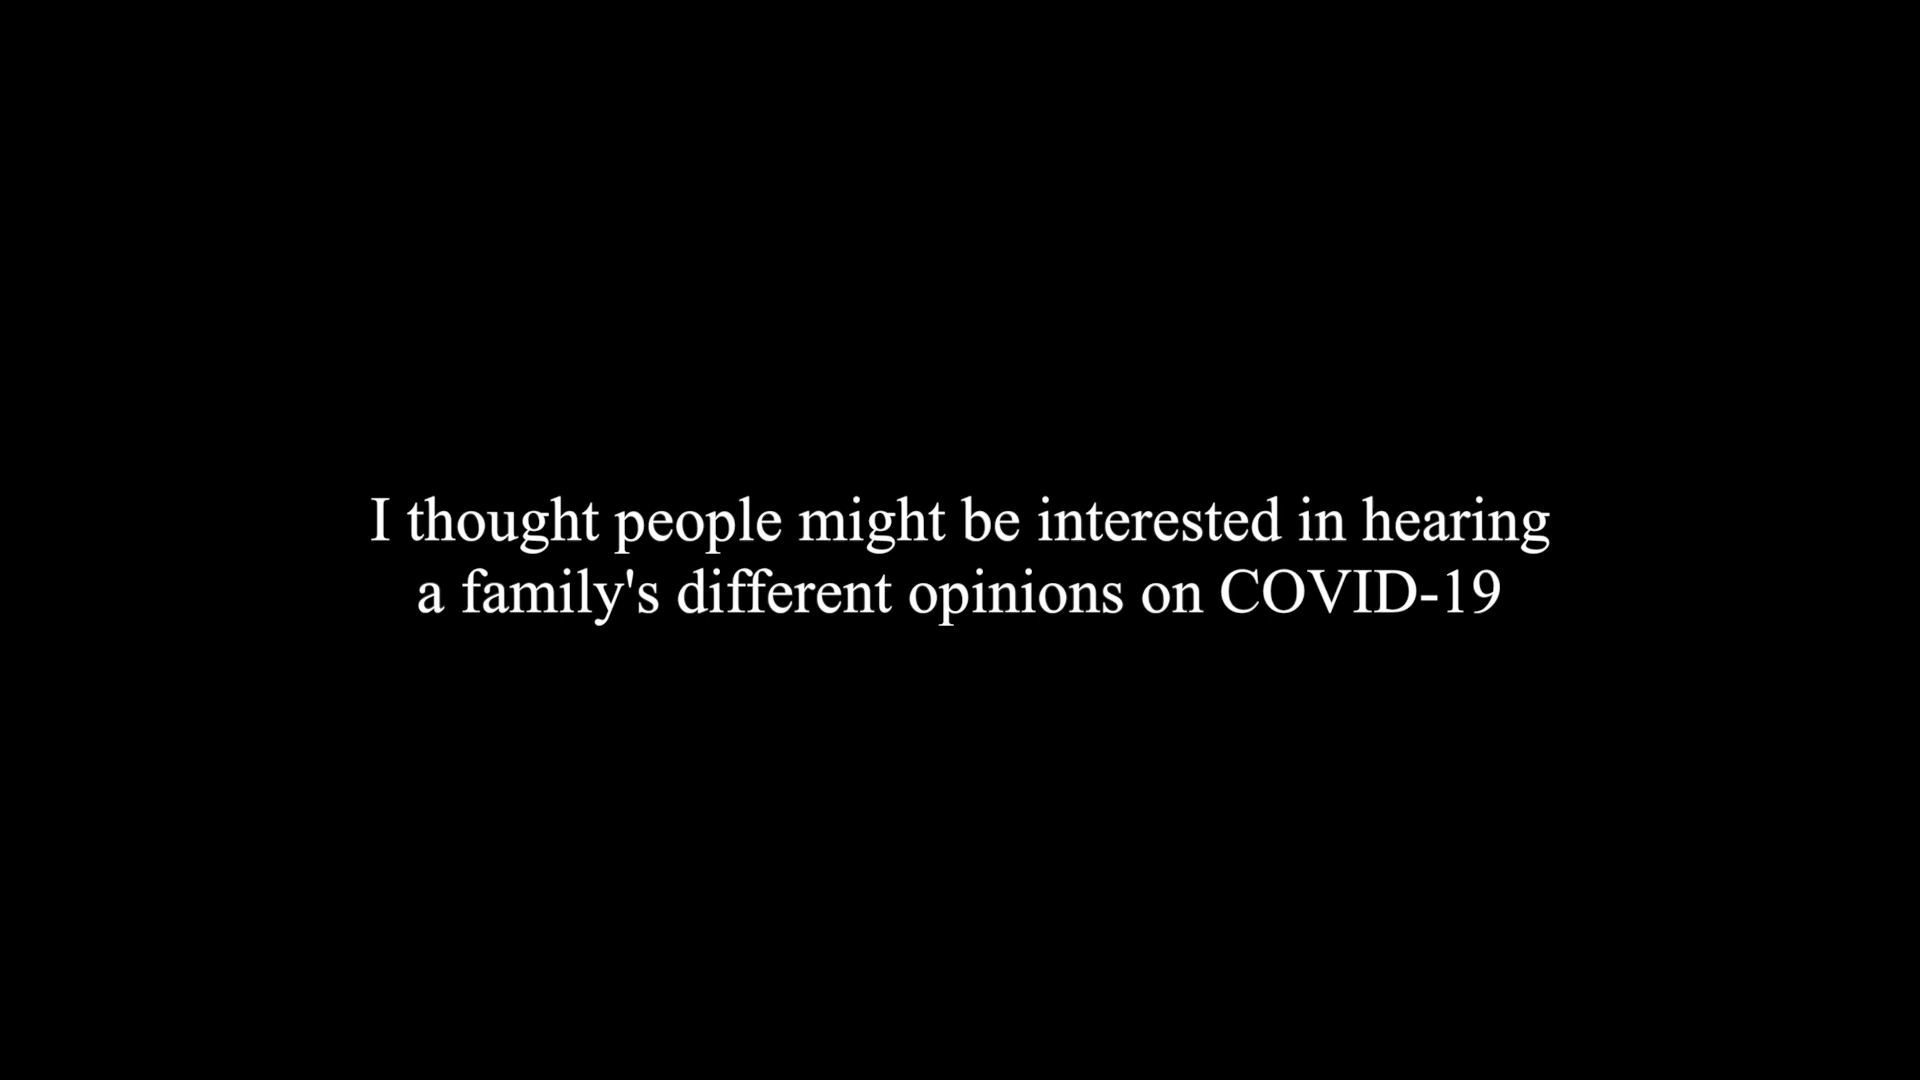 I thought people might be interested in hearing
a family's different opinions on COVID-19